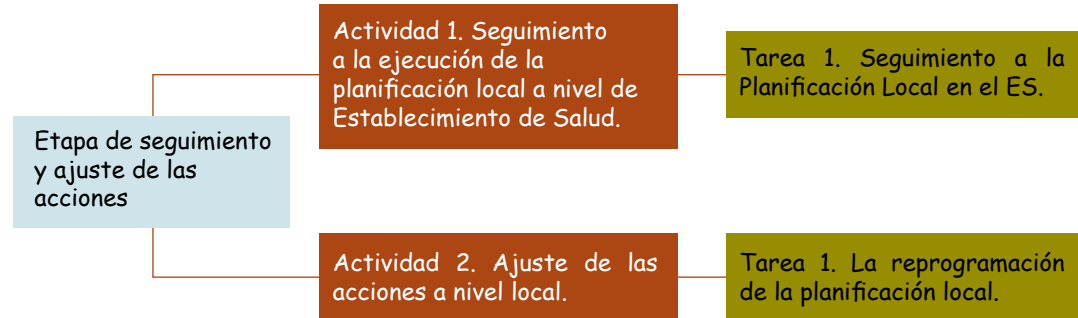 Etapa de seguimiento
y ajuste de las
acciones
Actividad 1. Seguimiento
a la ejecución de la
planificación local a nivel de
Establecimiento de Salud.
Tarea 1. Seguimiento a la
Planificación Local en el ES.
Actividad 2. Ajuste de las
acciones a nivel local.
Tarea 1. La reprogramación
de la planificación local.